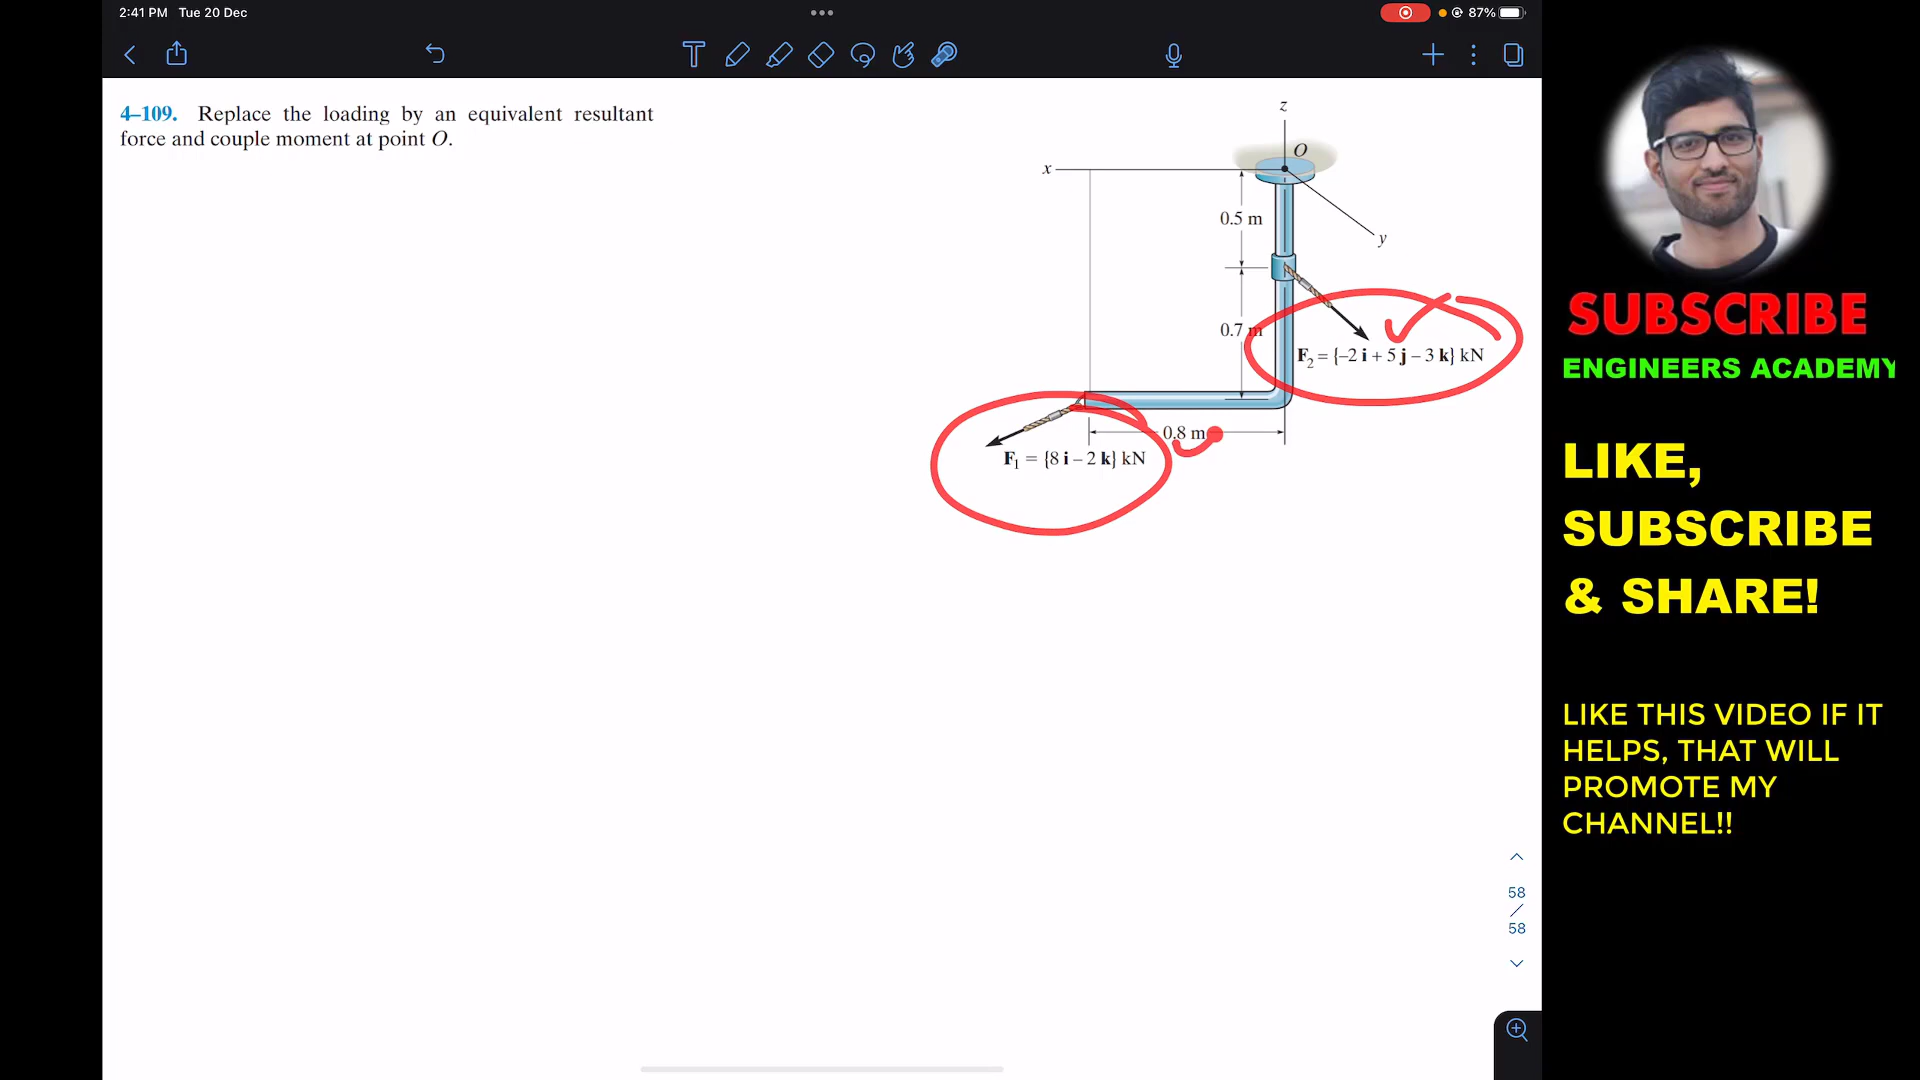 2:41 PM Tue 20 Dec
87%
4–109. Replace the loading by an equivalent resultant
force and couple moment at point O.
z
O
x
0.5 m
y
0.7 m
F₂ = {–2 i + 5 j – 3 k} kN
0.8 m
F₁ = {8 i – 2 k} kN
58
58
SUBSCRIBE
ENGINEERS ACADEMY
LIKE,
SUBSCRIBE
& SHARE!
LIKE THIS VIDEO IF IT
HELPS, THAT WILL
PROMOTE MY
CHANNEL!!